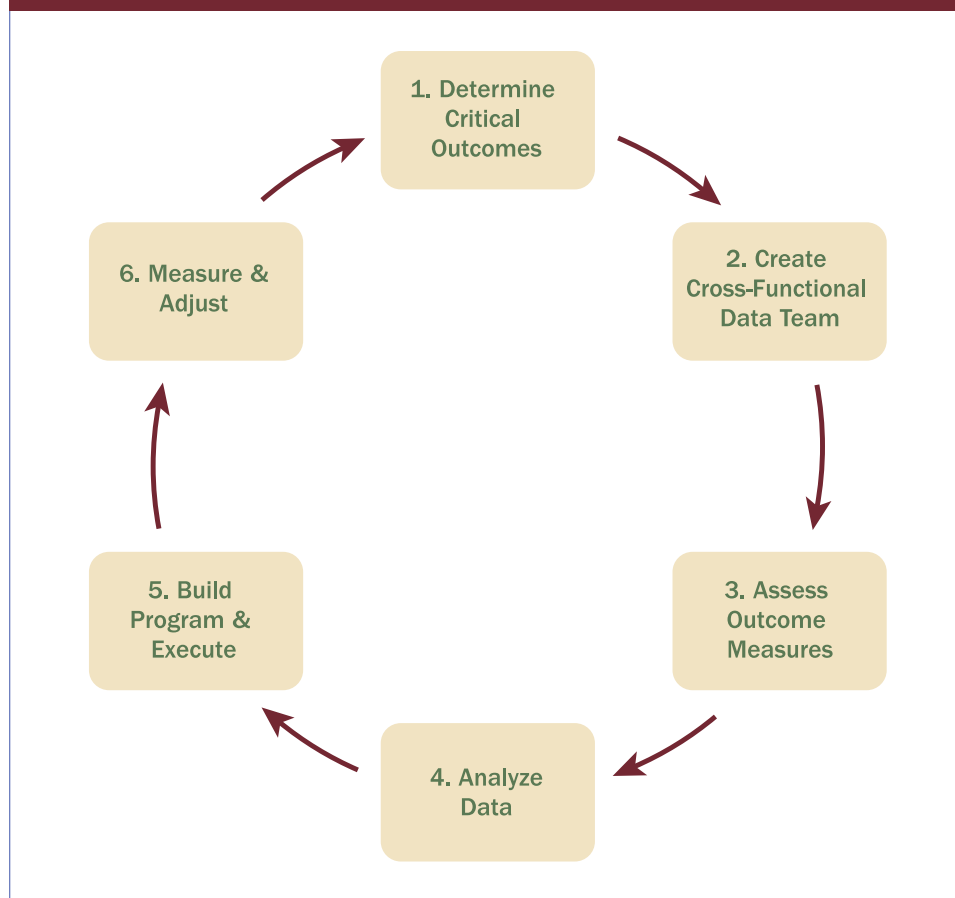 1. Determine
Critical
Outcomes
2. Create
Cross-Functional
Data Team
3. Assess
Outcome
Measures
4. Analyze
Data
5. Build
Program &
Execute
6. Measure &
Adjust